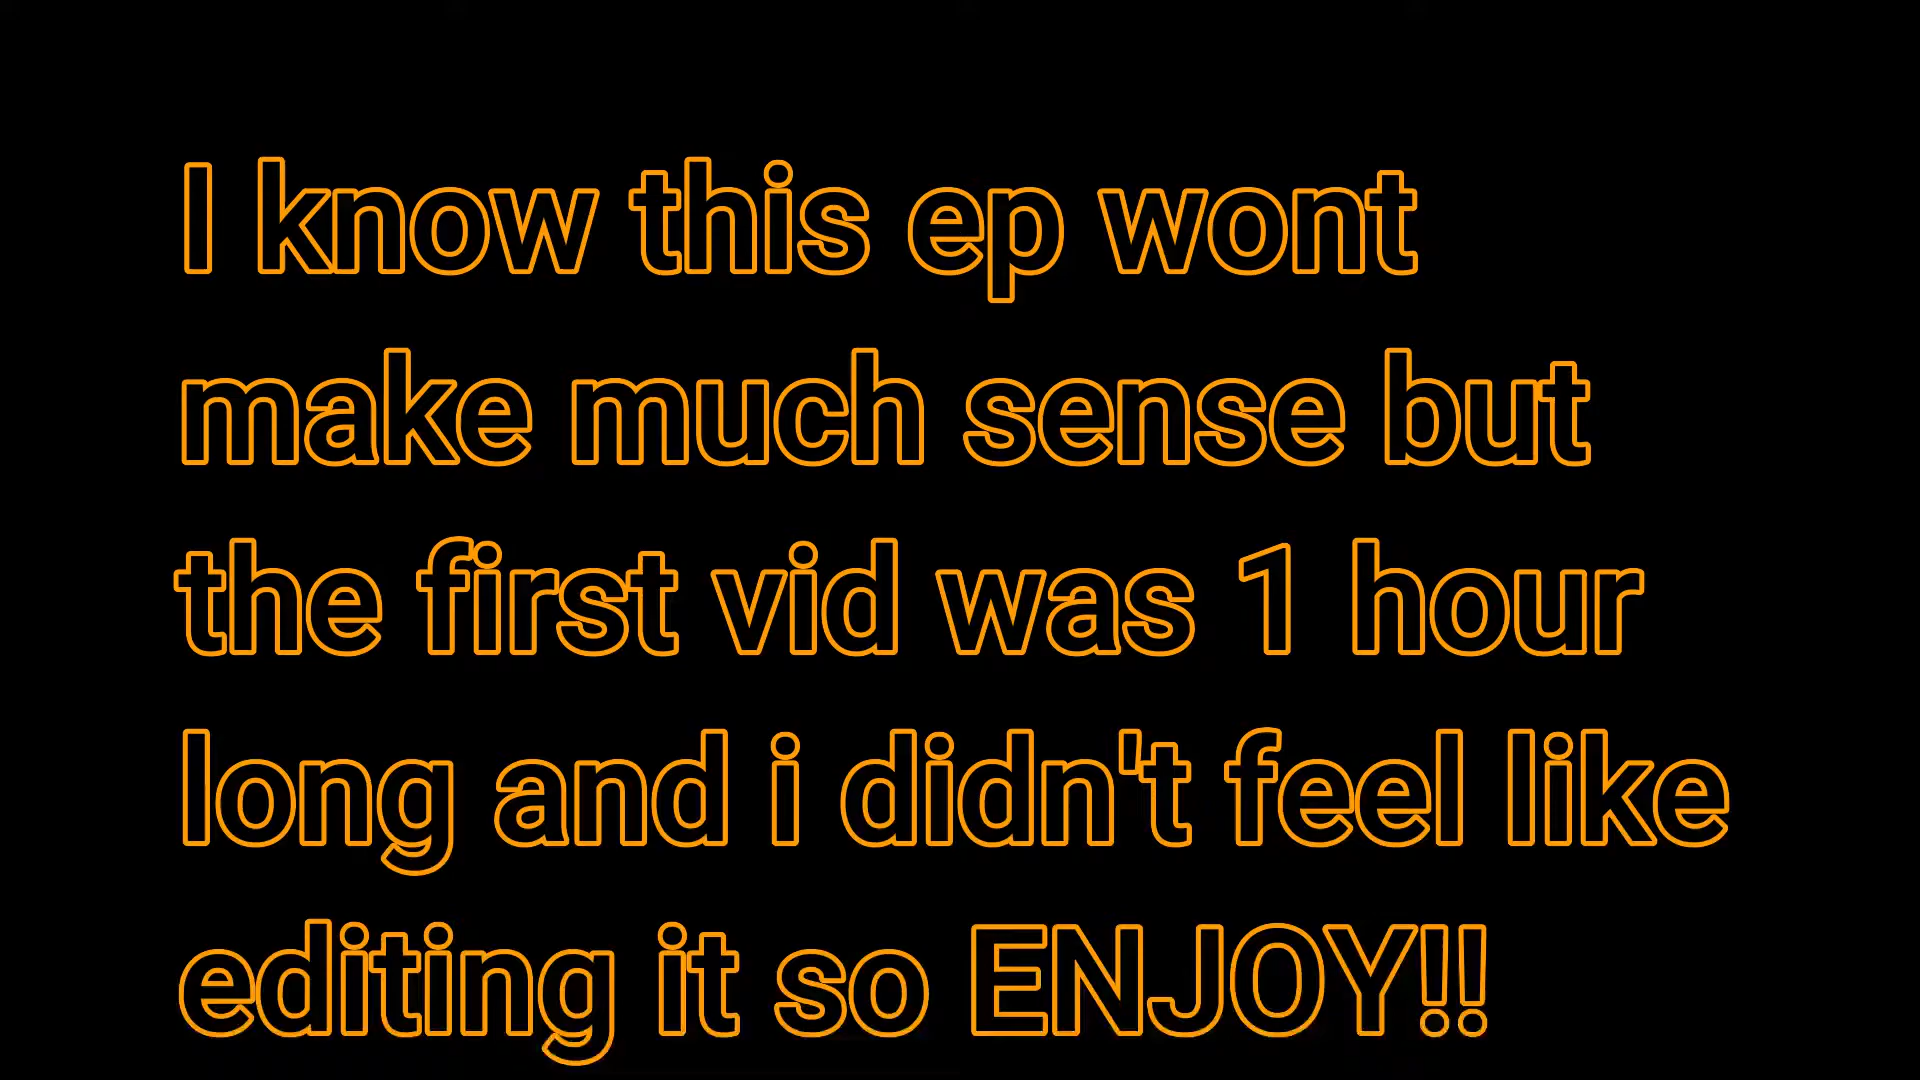 I know this ep wont
make much sense but
the first vid was 1 hour
long and i didn't feel like
editing it so ENJOY!!